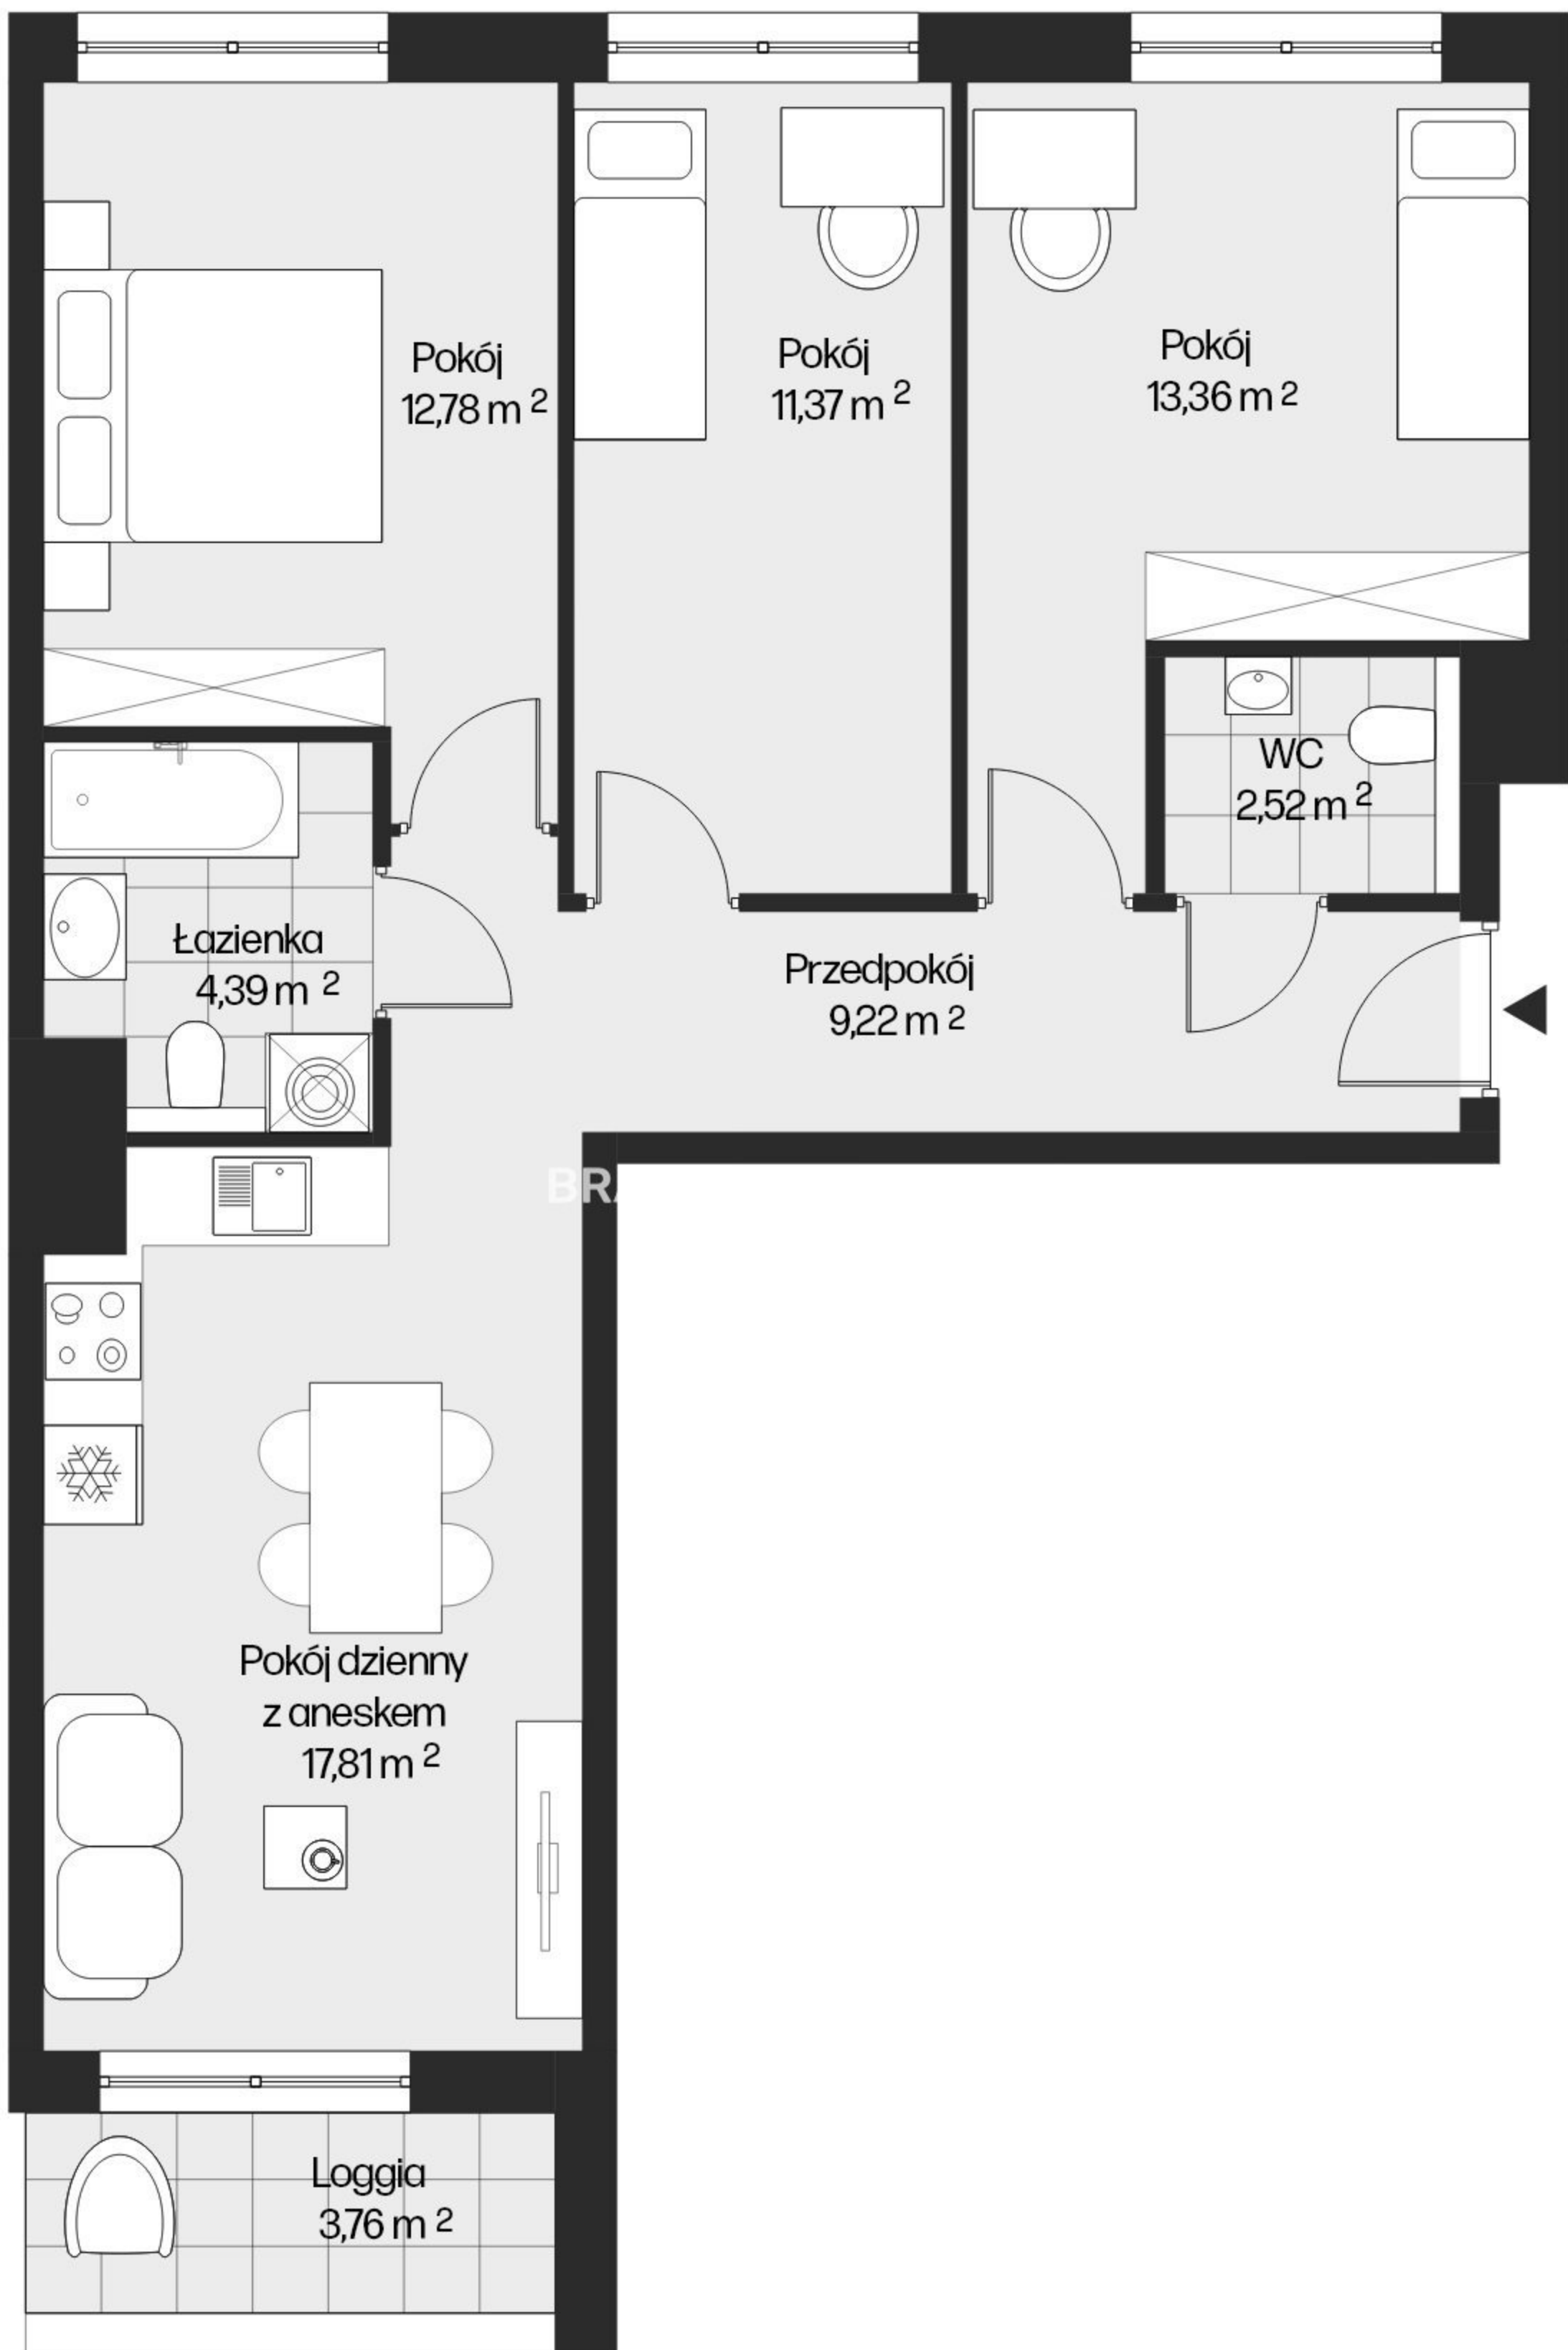 Pokój
12,78 m 2
Pokój
11,37 m 2
Pokój
13,36 m 2
WC
2,52 m 2
Łazienka
4,39 m 2
Przedpokój
9,22 m 2
BRA
Pokój dzienny
z aneskem
17,81 m 2
Loggia
3,76 m 2